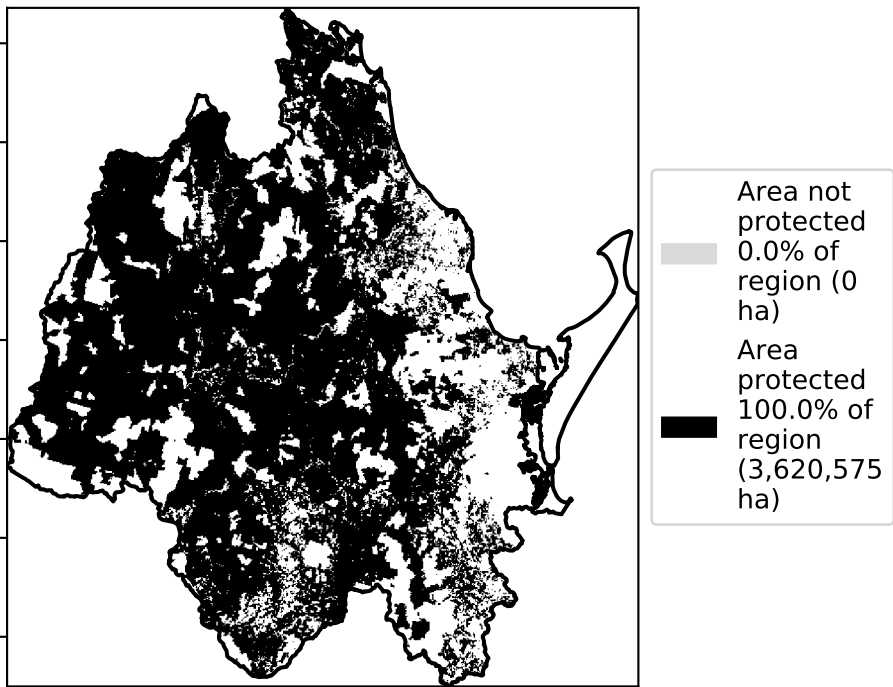 Area not
protected
0.0% of
region (0
ha)
Area
protected
100.0% of
region
(3,620,575
ha)